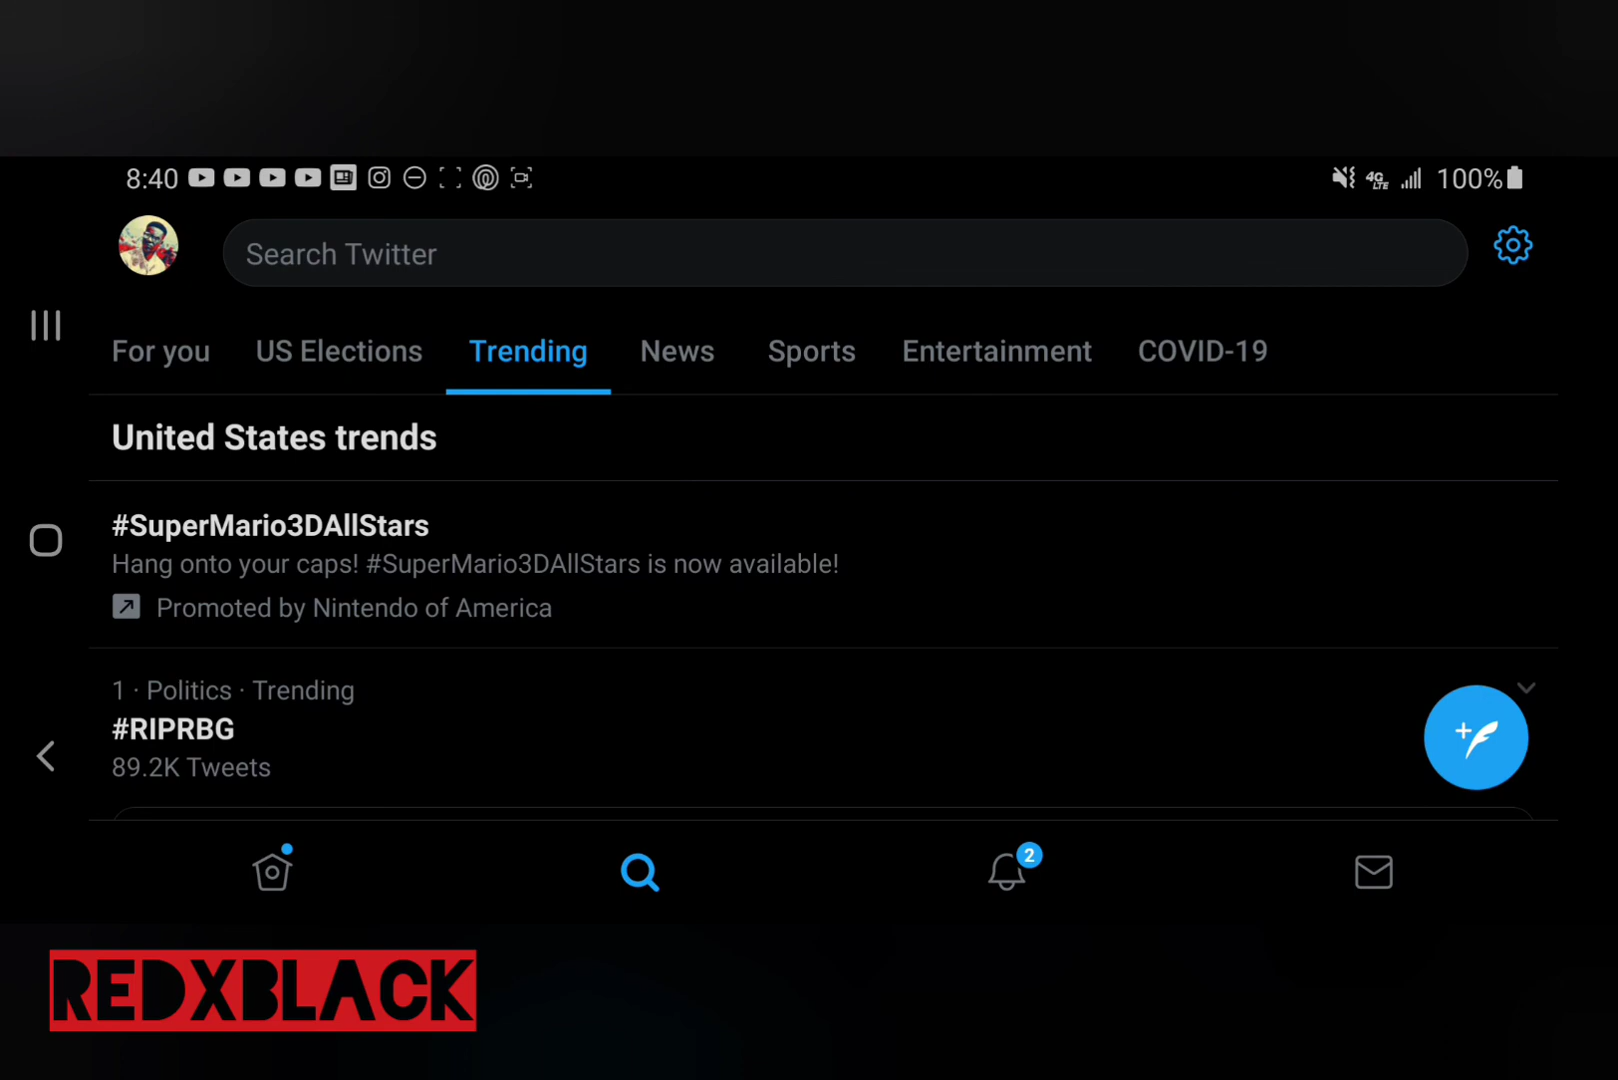 8:40
4G LTE 100%
Search Twitter
For you US Elections Trending News Sports Entertainment COVID-19
United States trends
#SuperMario3DAllStars
Hang onto your caps! #SuperMario3DAllStars is now available!
Promoted by Nintendo of America
1 · Politics · Trending
#RIPRBG
89.2K Tweets
2
REDXBLACK